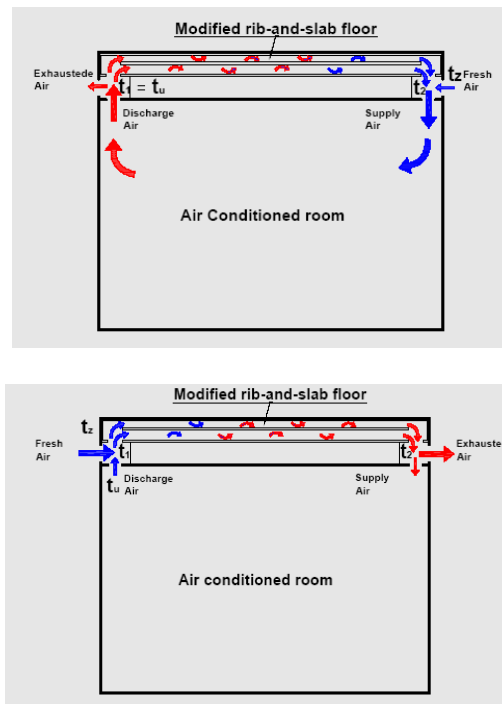 Modified rib-and-slab floor
Exhaustede
Air
t1 = tu
t2
tz Fresh
Air
Discharge
Air
Supply
Air
Air Conditioned room
Modified rib-and-slab floor
tz
Fresh
Air
t1
t2
Exhauste
Air
tu Discharge
Air
Supply
Air
Air conditioned room